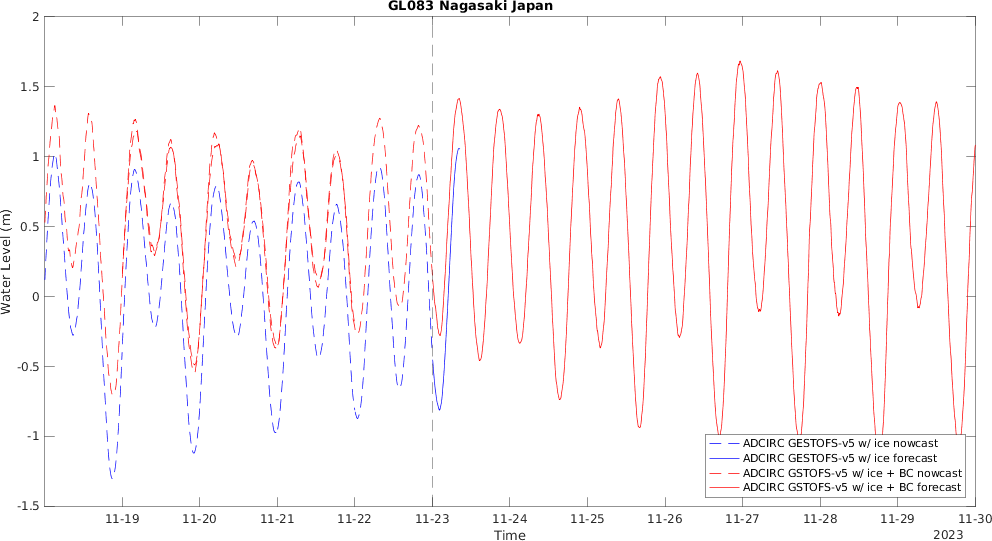 GL083 Nagasaki Japan
Water Level (m)
2
1.5
1
0.5
0
-0.5
-1
-1.5
ADCIRC GESTOFS-v5 w/ ice nowcast
ADCIRC GESTOFS-v5 w/ ice forecast
ADCIRC GSTOFS-v5 w/ ice + BC nowcast
ADCIRC GSTOFS-v5 w/ ice + BC forecast
11-19 11-20 11-21 11-22 11-23 11-24 11-25 11-26 11-27 11-28 11-29 11-30
Time
2023